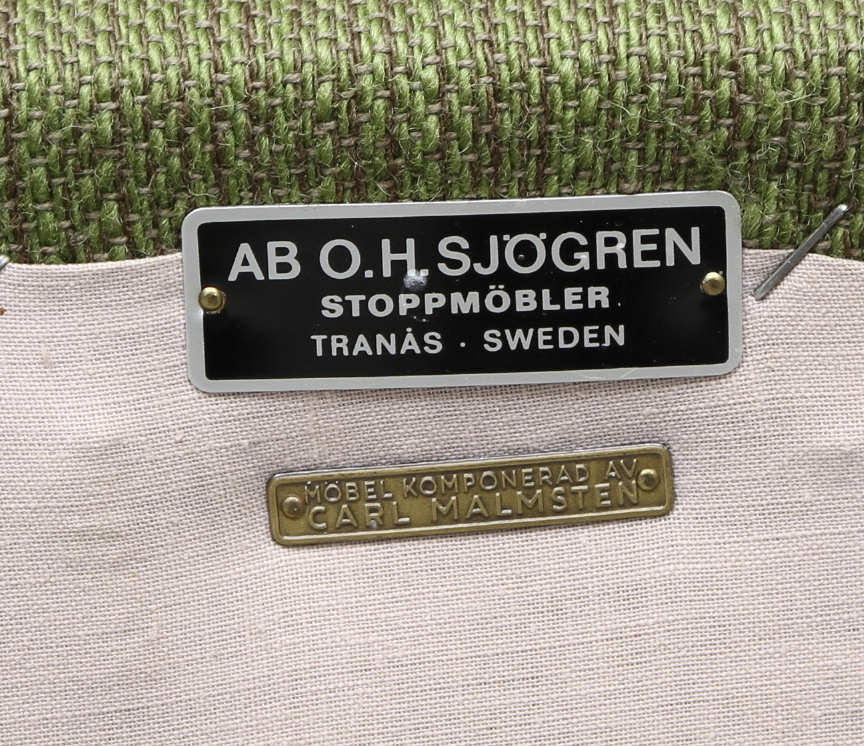 AB O.H. SJÖGREN
STOPPMÖBLER
TRANÅS · SWEDEN
MÖBEL KOMPONERAD AV
CARL MALMSTEN